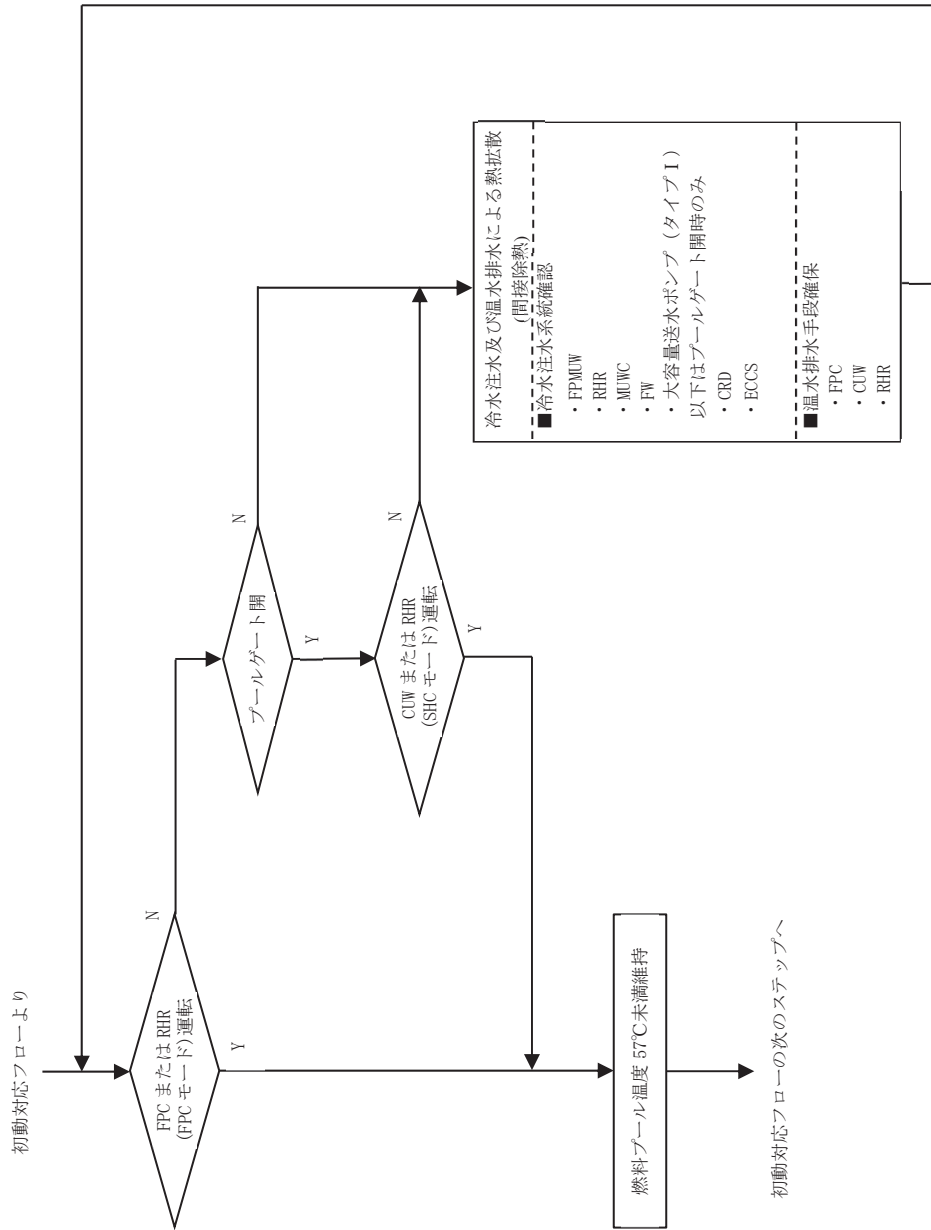 初動対応フローより
FPC または RHR
(FPC モード)運転
N
Y
プールゲート開
N
Y
CUW または RHR
(SHC モード)運転
N
Y
冷水注水及び温水排水による熱拡散
(間接除熱)
■冷水注水系統確認
・FPMUW
・RHR
・MUWC
・FW
・大容量送水ポンプ（タイプⅠ）
以下はプールゲート開時のみ
・CRD
・ECCS
■温水排水手段確保
・FPC
・CUW
・RHR
燃料プール温度 57℃未満維持
初動対応フローの次のステップへ